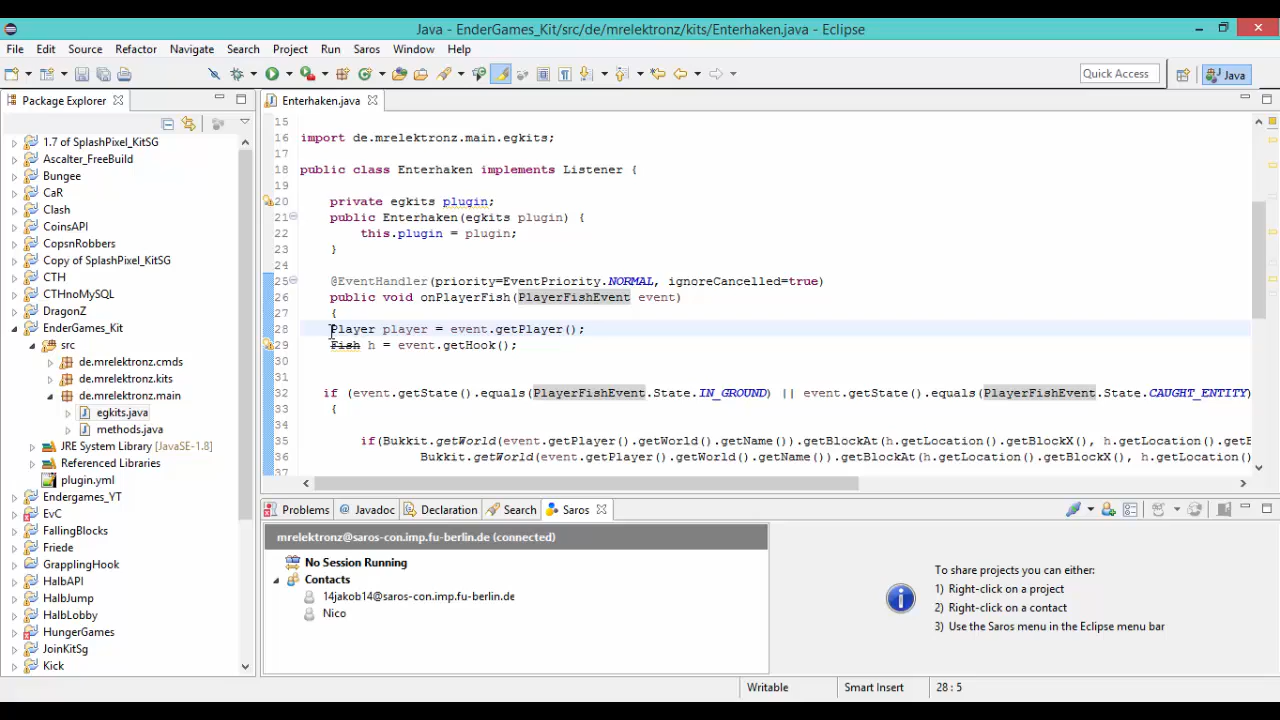 Java - EnderGames_Kit/src/de/mrelektronz/kits/Enterhaken.java - Eclipse
File Edit Source Refactor Navigate Search Project Run Saros Window Help
Quick Access Java
Package Explorer
1.7 of SplashPixel_KitSG
Ascalter_FreeBuild
Bungee
CaR
Clash
CoinsAPI
CopsnRobbers
Copy of SplashPixel_KitSG
CTH
CTHnoMySQL
DragonZ
EnderGames_Kit
src
de.mrelektronz.cmds
de.mrelektronz.kits
de.mrelektronz.main
egkits.java
methods.java
JRE System Library [JavaSE-1.8]
Referenced Libraries
plugin.yml
Endergames_YT
EvC
FallingBlocks
Friede
GrapplingHook
HalbAPI
HalbJump
HalbLobby
HungerGames
JoinKitSg
Kick
Enterhaken.java
15
16 import de.mrelektronz.main.egkits;
17
18 public class Enterhaken implements Listener {
19
20 private egkits plugin;
21 public Enterhaken(egkits plugin) {
22 this.plugin = plugin;
23 }
24
25 @EventHandler(priority=EventPriority.NORMAL, ignoreCancelled=true)
26 public void onPlayerFish(PlayerFishEvent event)
27 {
28 Player player = event.getPlayer();
29 Fish h = event.getHook();
30
31
32 if (event.getState().equals(PlayerFishEvent.State.IN_GROUND) || event.getState().equals(PlayerFishEvent.State.CAUGHT_ENTITY)
33 {
34
35 if(Bukkit.getWorld(event.getPlayer().getWorld().getName()).getBlockAt(h.getLocation().getBlockX(), h.getLocation().getB
36 Bukkit.getWorld(event.getPlayer().getWorld().getName()).getBlockAt(h.getLocation().getBlockX(), h.getLocation()
37
Problems Javadoc Declaration Search Saros
mrelektronz@saros-con.imp.fu-berlin.de (connected)
No Session Running
Contacts
14jakob14@saros-con.imp.fu-berlin.de
Nico
To share projects you can either:
1) Right-click on a project
2) Right-click on a contact
3) Use the Saros menu in the Eclipse menu bar
Writable Smart Insert 28 : 5